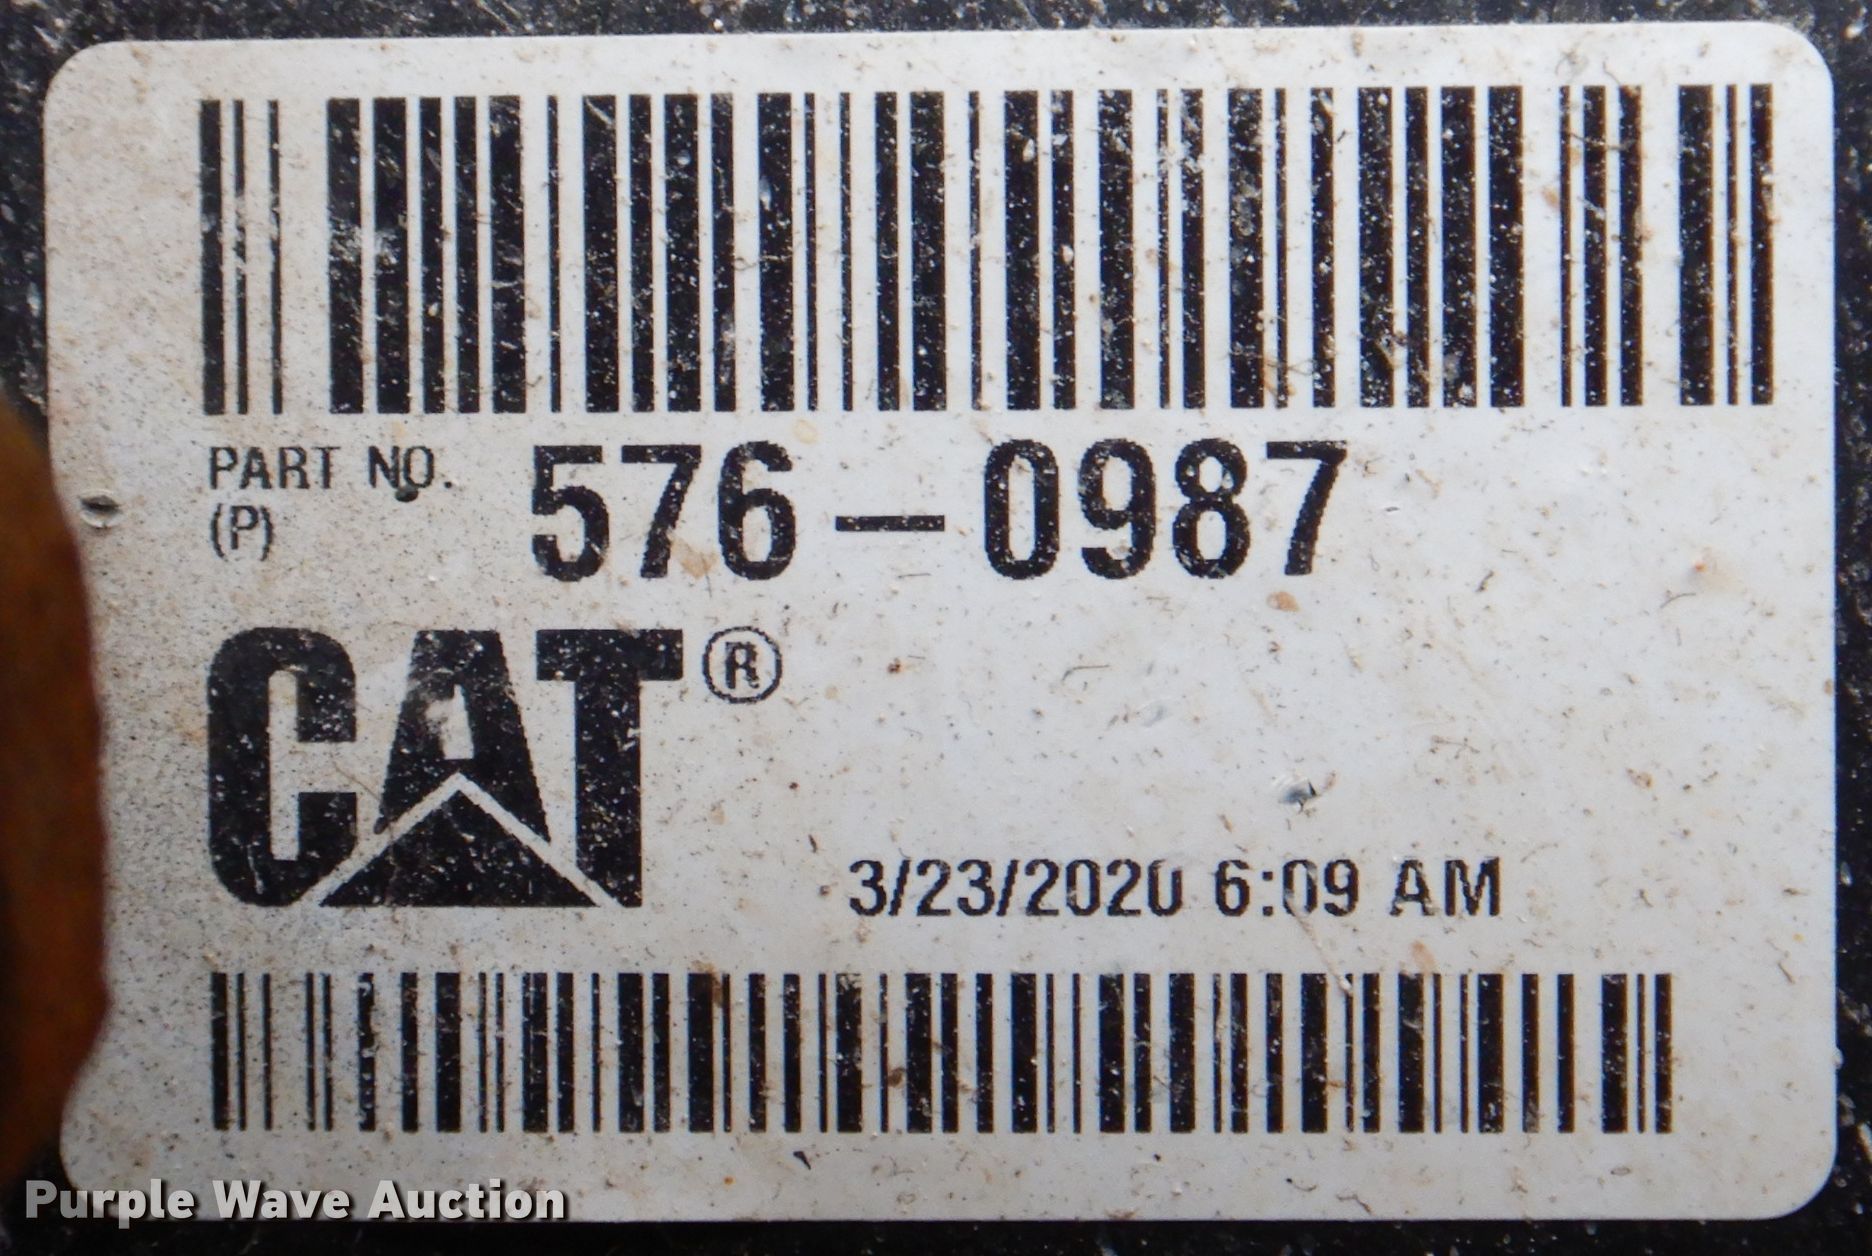 PART NO. 576-0987
(P)
CAT®
3/23/2020 6:09 AM
Purple Wave Auction